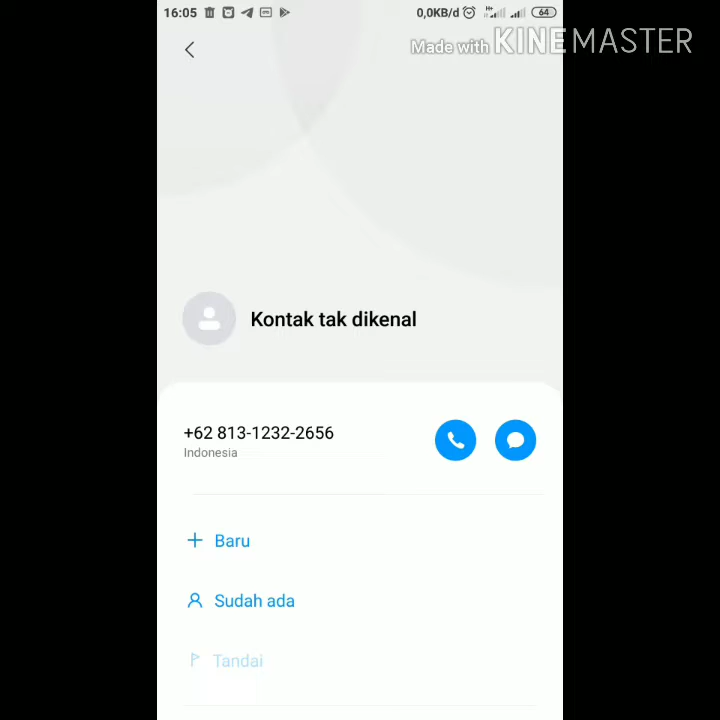 16:05 0,0KB/d H+ 64
Made with KINEMASTER
Kontak tak dikenal
+62 813-1232-2656
Indonesia
Baru
Sudah ada
Tandai